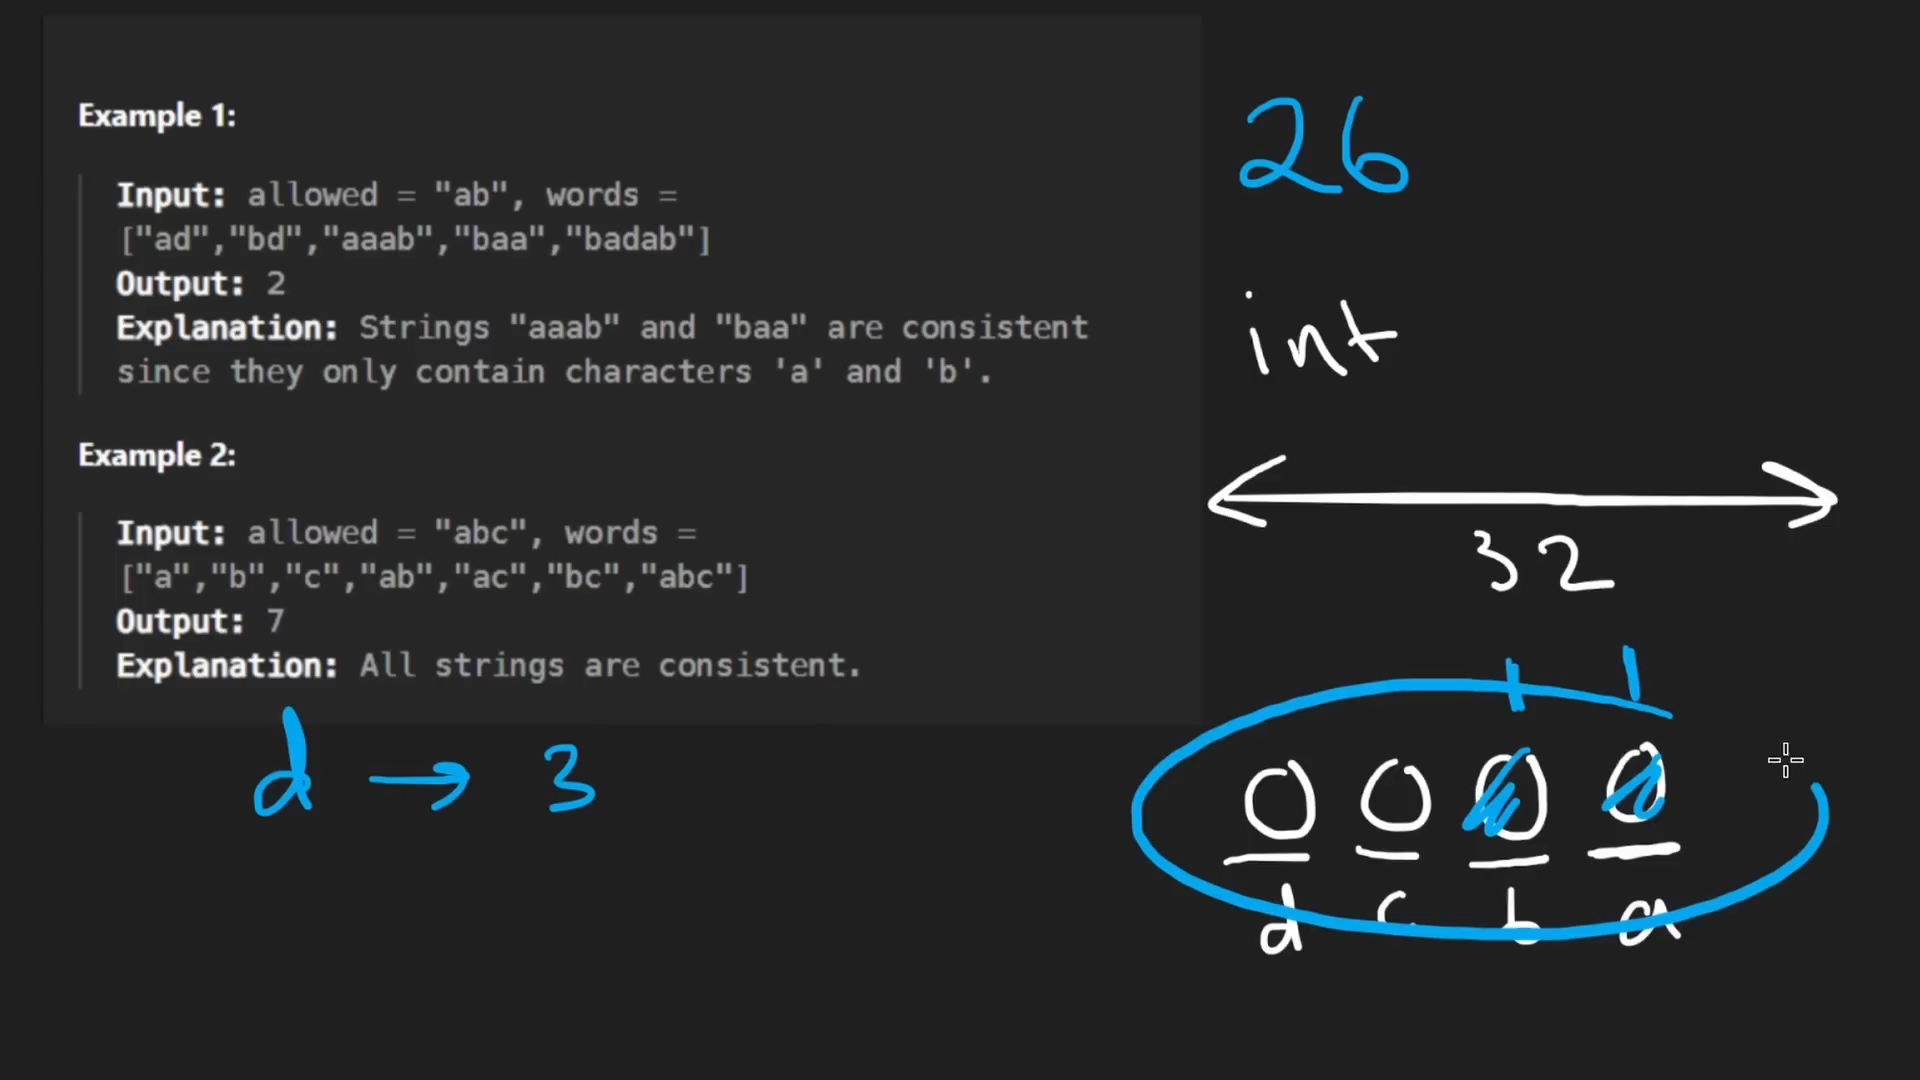 Example 1:
Input: allowed = "ab", words =
["ad","bd","aaab","baa","badab"]
Output: 2
Explanation: Strings "aaab" and "baa" are consistent
since they only contain characters 'a' and 'b'.
Example 2:
Input: allowed = "abc", words =
["a","b","c","ab","ac","bc","abc"]
Output: 7
Explanation: All strings are consistent.
d → 3
26
int
32
1 1
0 0 0 0
d c b a